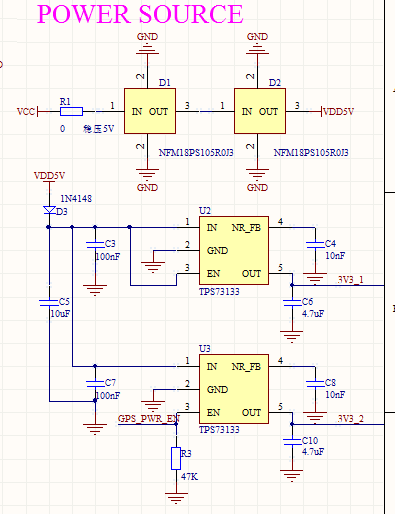 POWER SOURCE
GND GND
2 2
D1 D2
VCC R1 1 IN OUT 3 1 IN OUT 3 VDD5V
0 稳压5V
2 2
NFM18PS105R0J3 NFM18PS105R0J3
GND GND
VDD5V
1N4148
D3
U2
1 IN NR_FB 4
C3 2 GND C4
100nF 10nF
3 EN OUT 5
TPS73133 3V3_1
C5 C6
10uF 4.7uF
U3
1 IN NR_FB 4
C7 2 GND C8
100nF 10nF
GPS_PWR_EN 3 EN OUT 5
TPS73133 3V3_2
R3 C10
4.7uF
47K